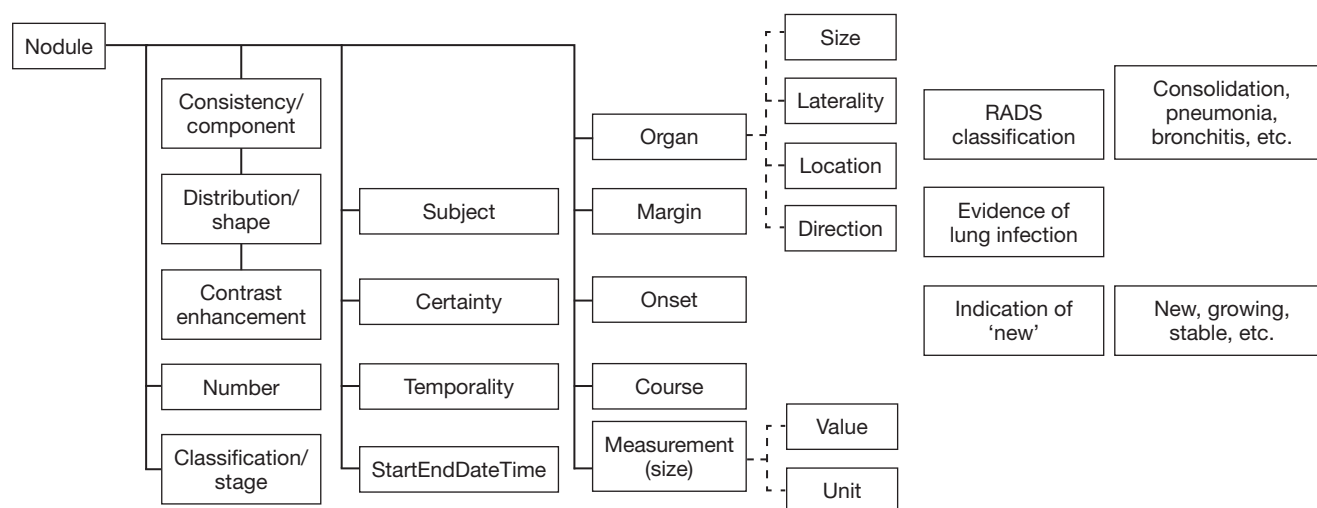 Nodule
Consistency/
component
Distribution/
shape
Contrast
enhancement
Number
Classification/
stage
Subject
Certainty
Temporality
StartEndDateTime
Organ
Margin
Onset
Course
Measurement
(size)
Size
Laterality
Location
Direction
Value
Unit
RADS
classification
Evidence of
lung infection
Indication of
‘new’
Consolidation,
pneumonia,
bronchitis, etc.
New, growing,
stable, etc.